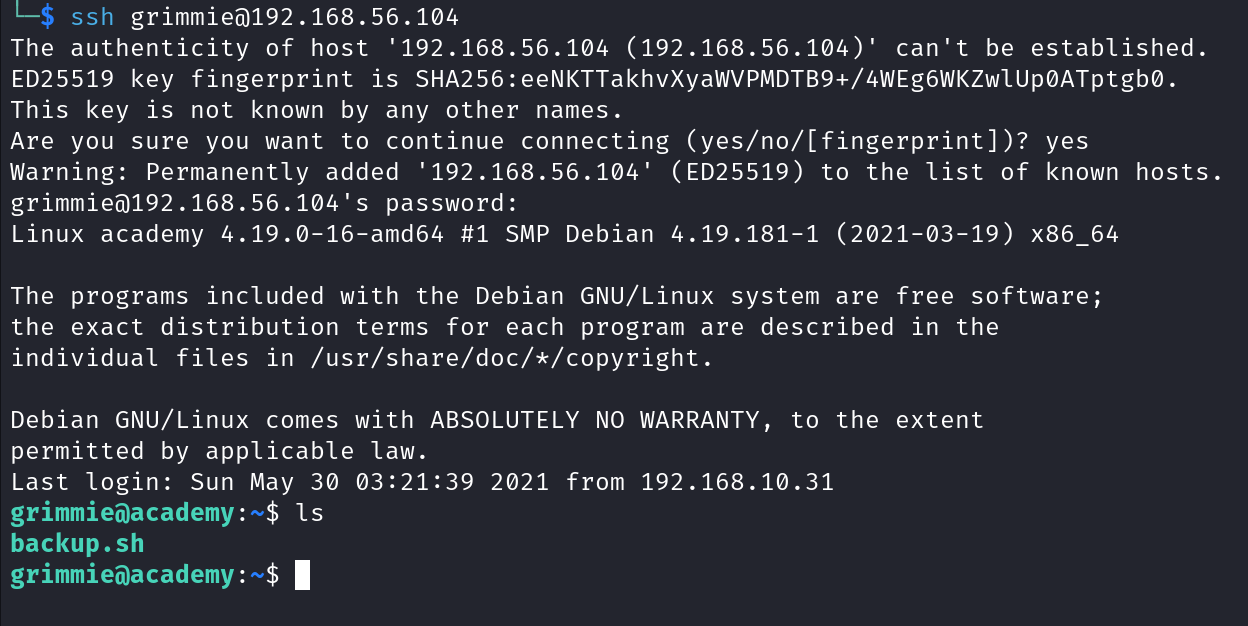 └─$ ssh grimmie@192.168.56.104
The authenticity of host '192.168.56.104 (192.168.56.104)' can't be established.
ED25519 key fingerprint is SHA256:eeNKTTakhvXyaWVPMDTB9+/4WEg6WKZwlUp0ATptgb0.
This key is not known by any other names.
Are you sure you want to continue connecting (yes/no/[fingerprint])? yes
Warning: Permanently added '192.168.56.104' (ED25519) to the list of known hosts.
grimmie@192.168.56.104's password:
Linux academy 4.19.0-16-amd64 #1 SMP Debian 4.19.181-1 (2021-03-19) x86_64

The programs included with the Debian GNU/Linux system are free software;
the exact distribution terms for each program are described in the
individual files in /usr/share/doc/*/copyright.

Debian GNU/Linux comes with ABSOLUTELY NO WARRANTY, to the extent
permitted by applicable law.
Last login: Sun May 30 03:21:39 2021 from 192.168.10.31
grimmie@academy:~$ ls
backup.sh
grimmie@academy:~$